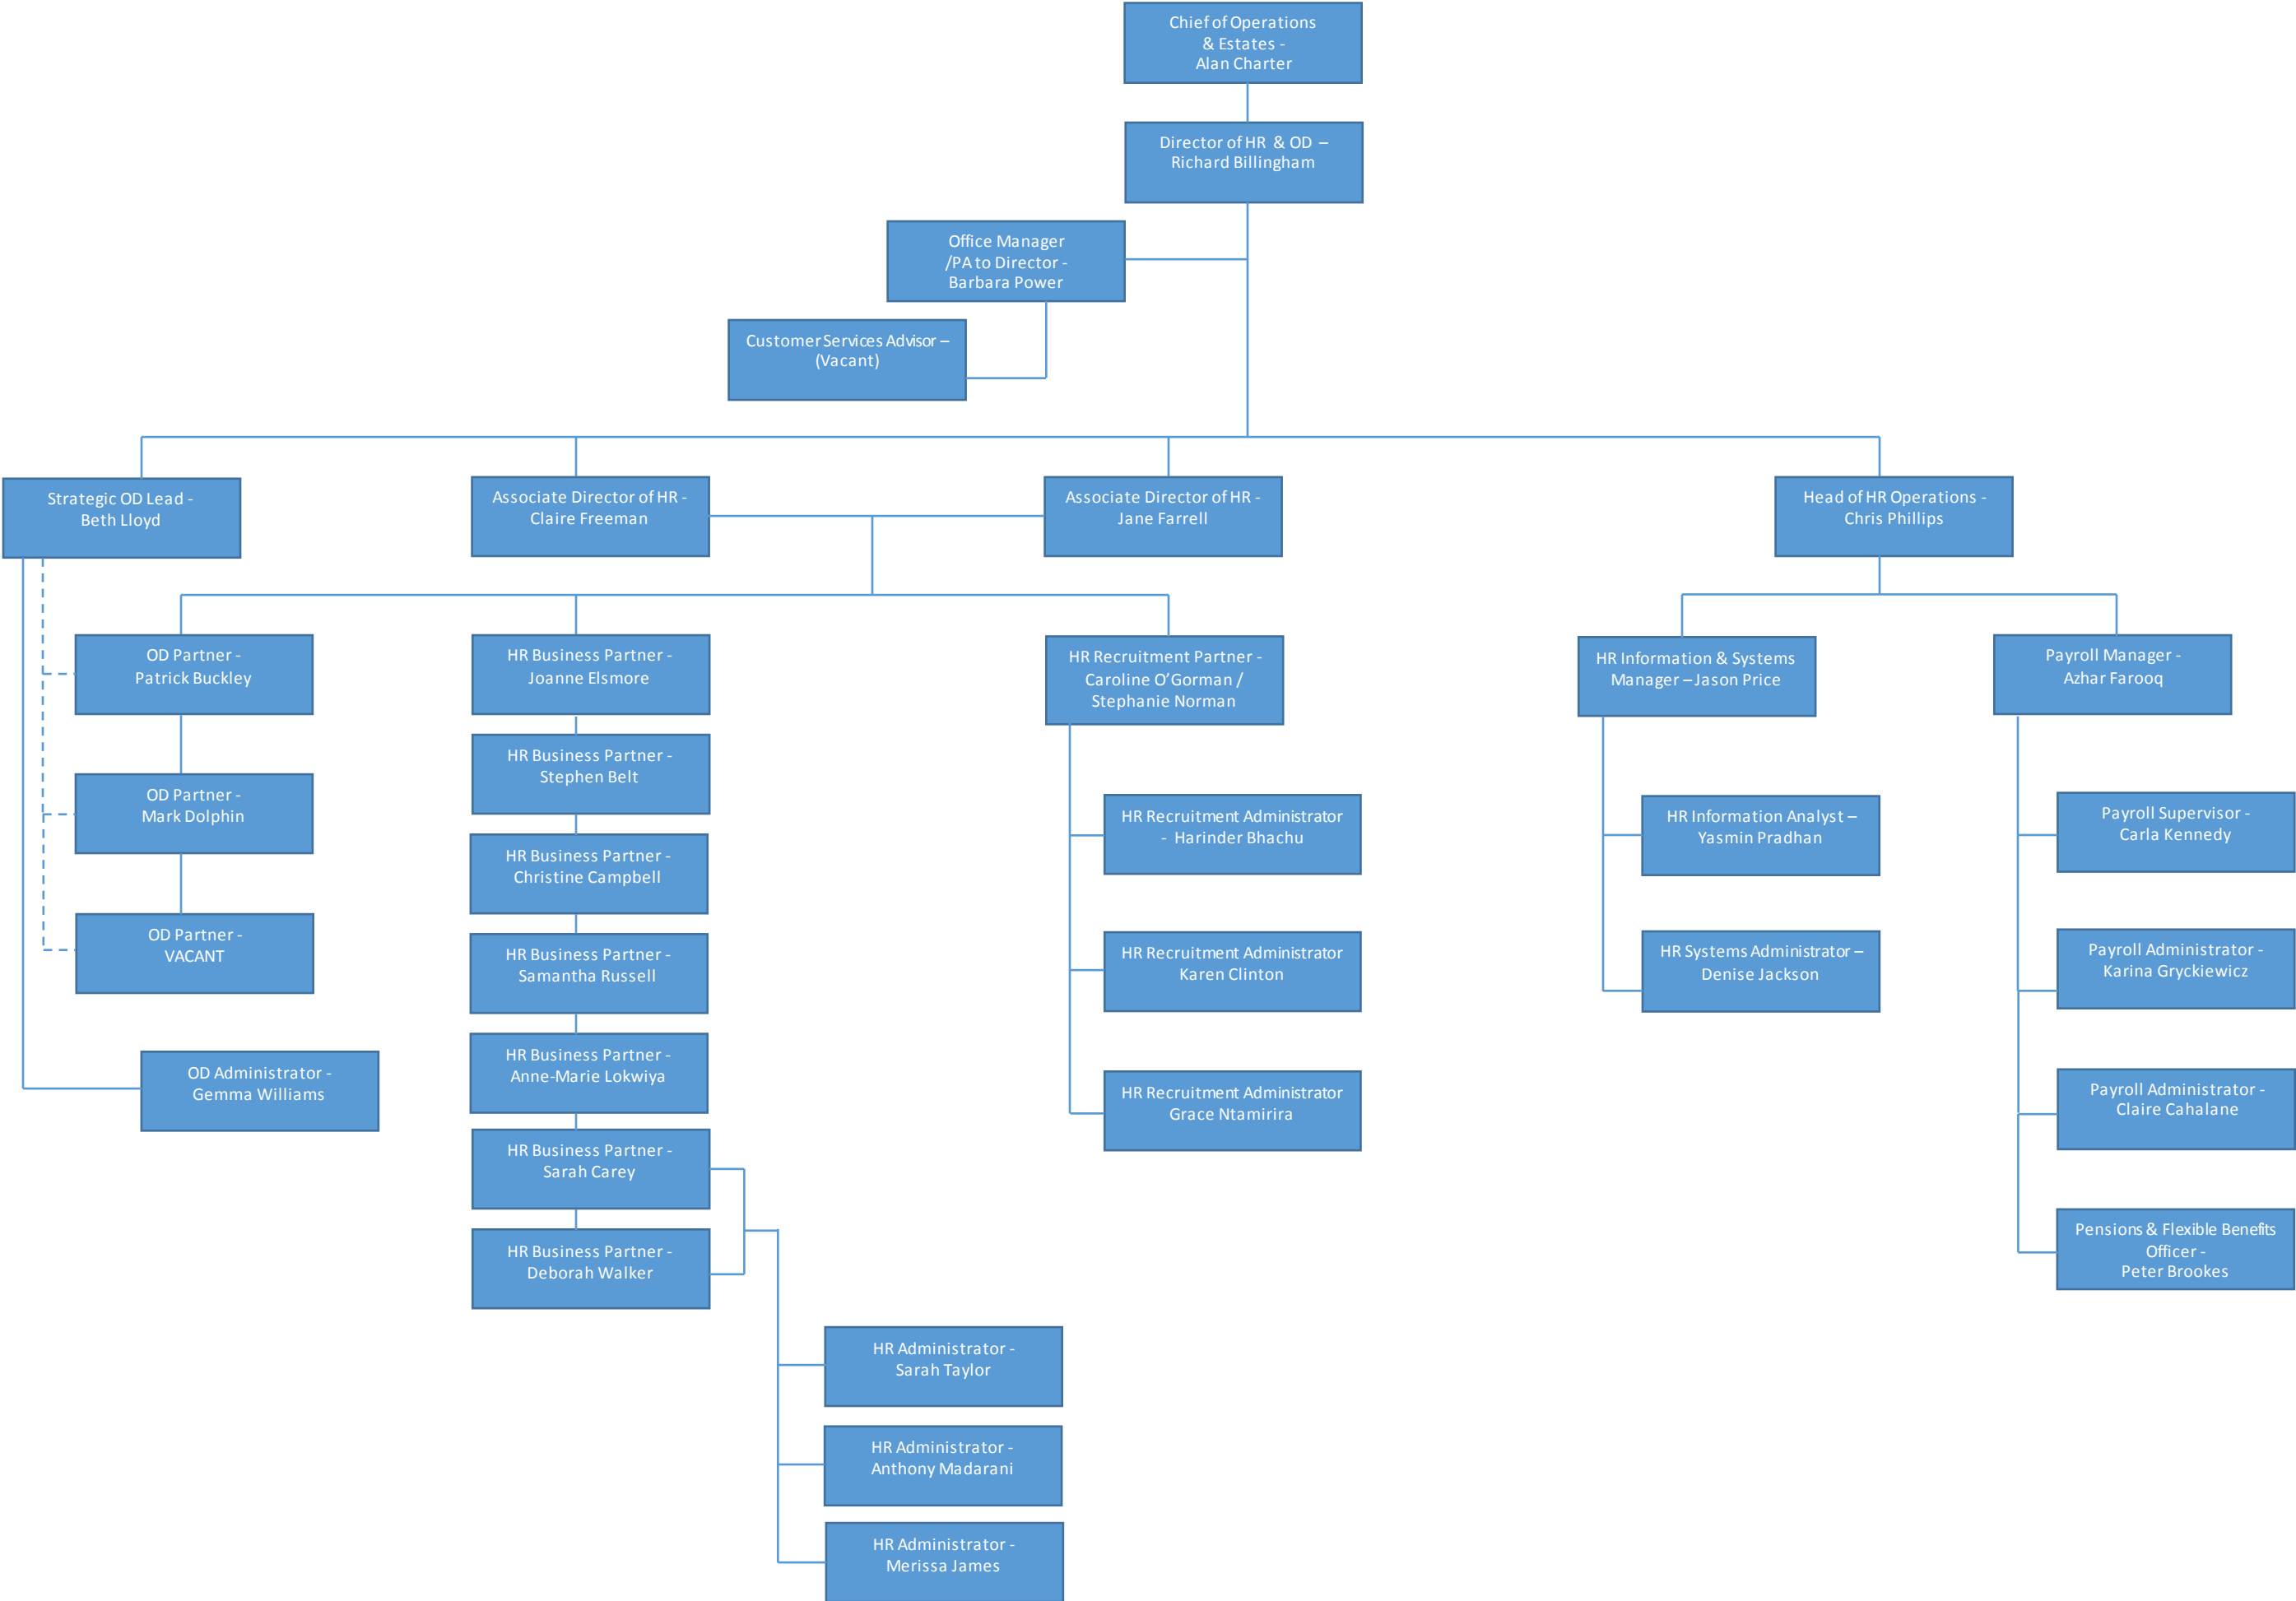 Chief of Operations
& Estates -
Alan Charter
Director of HR & OD –
Richard Billingham
Office Manager
/PA to Director -
Barbara Power
Customer Services Advisor –
(Vacant)
Strategic OD Lead -
Beth Lloyd
Associate Director of HR -
Claire Freeman
Associate Director of HR -
Jane Farrell
Head of HR Operations -
Chris Phillips
OD Partner -
Patrick Buckley
OD Partner -
Mark Dolphin
OD Partner -
VACANT
OD Administrator -
Gemma Williams
HR Business Partner -
Joanne Elsmore
HR Business Partner -
Stephen Belt
HR Business Partner -
Christine Campbell
HR Business Partner -
Samantha Russell
HR Business Partner -
Anne-Marie Lokwiya
HR Business Partner -
Sarah Carey
HR Business Partner -
Deborah Walker
HR Administrator -
Sarah Taylor
HR Administrator -
Anthony Madarani
HR Administrator -
Merissa James
HR Recruitment Partner -
Caroline O’Gorman /
Stephanie Norman
HR Recruitment Administrator
- Harinder Bhachu
HR Recruitment Administrator
Karen Clinton
HR Recruitment Administrator
Grace Ntamirira
HR Information & Systems
Manager – Jason Price
HR Information Analyst –
Yasmin Pradhan
HR Systems Administrator –
Denise Jackson
Payroll Manager -
Azhar Farooq
Payroll Supervisor -
Carla Kennedy
Payroll Administrator -
Karina Gryckiewicz
Payroll Administrator -
Claire Cahalane
Pensions & Flexible Benefits
Officer -
Peter Brookes